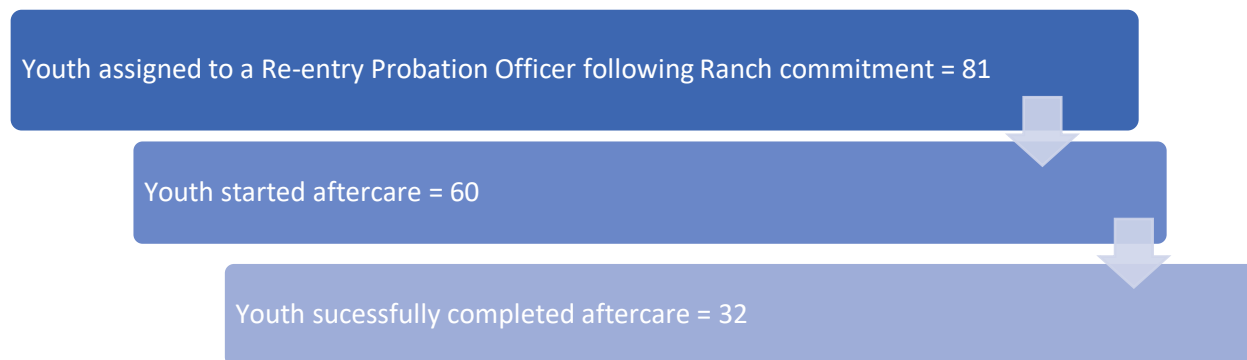 Youth assigned to a Re-entry Probation Officer following Ranch commitment = 81
Youth started aftercare = 60
Youth sucessfully completed aftercare = 32